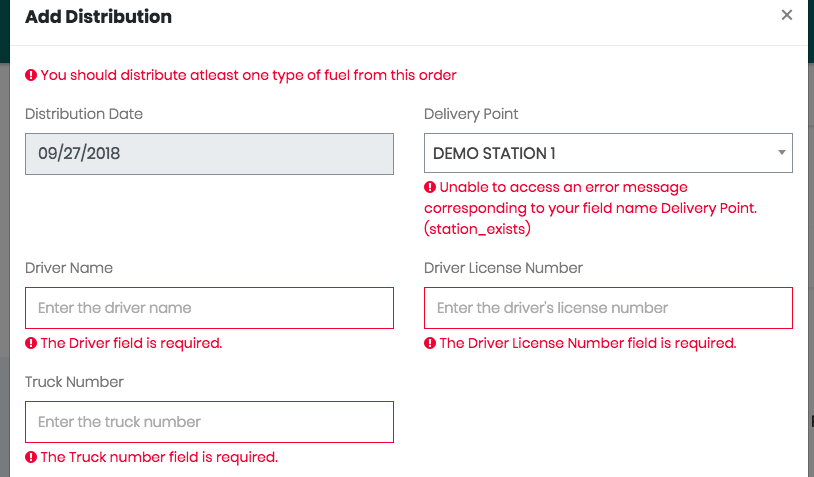 Add Distribution
×
You should distribute atleast one type of fuel from this order
Distribution Date
Delivery Point
09/27/2018
DEMO STATION 1
Unable to access an error message
corresponding to your field name Delivery Point.
(station_exists)
Driver Name
Driver License Number
Enter the driver name
Enter the driver's license number
The Driver field is required.
The Driver License Number field is required.
Truck Number
Enter the truck number
The Truck number field is required.